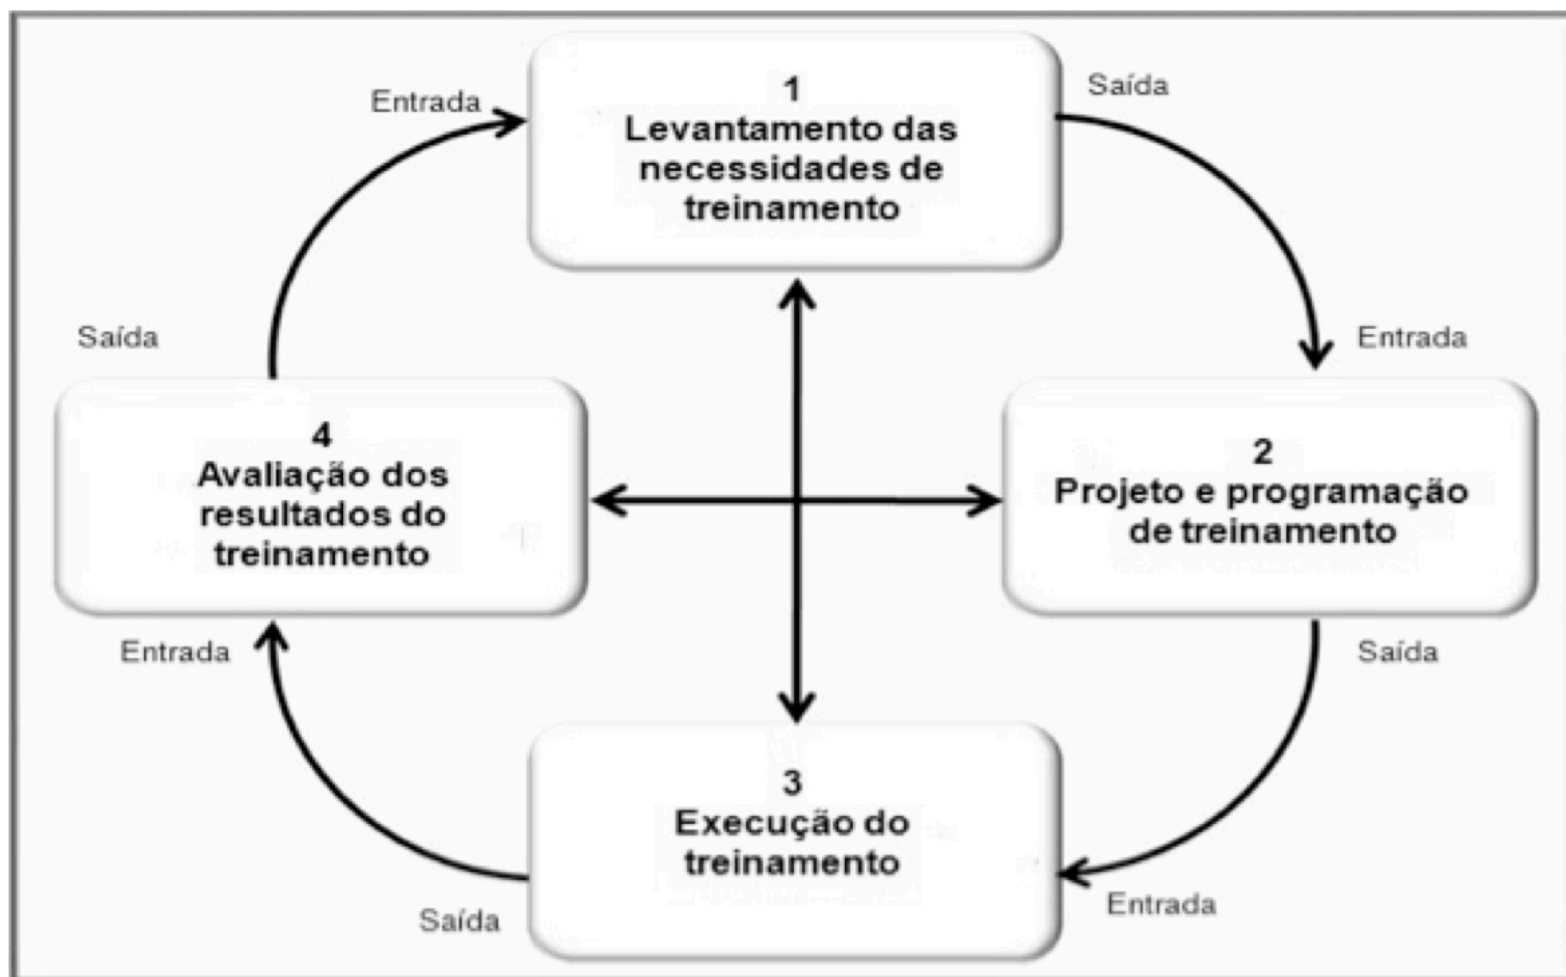 1
Levantamento das
necessidades de
treinamento
Entrada
Saída
Saída
Entrada
4
Avaliação dos
resultados do
treinamento
2
Projeto e programação
de treinamento
Entrada
Saída
3
Execução do
treinamento
Saída
Entrada